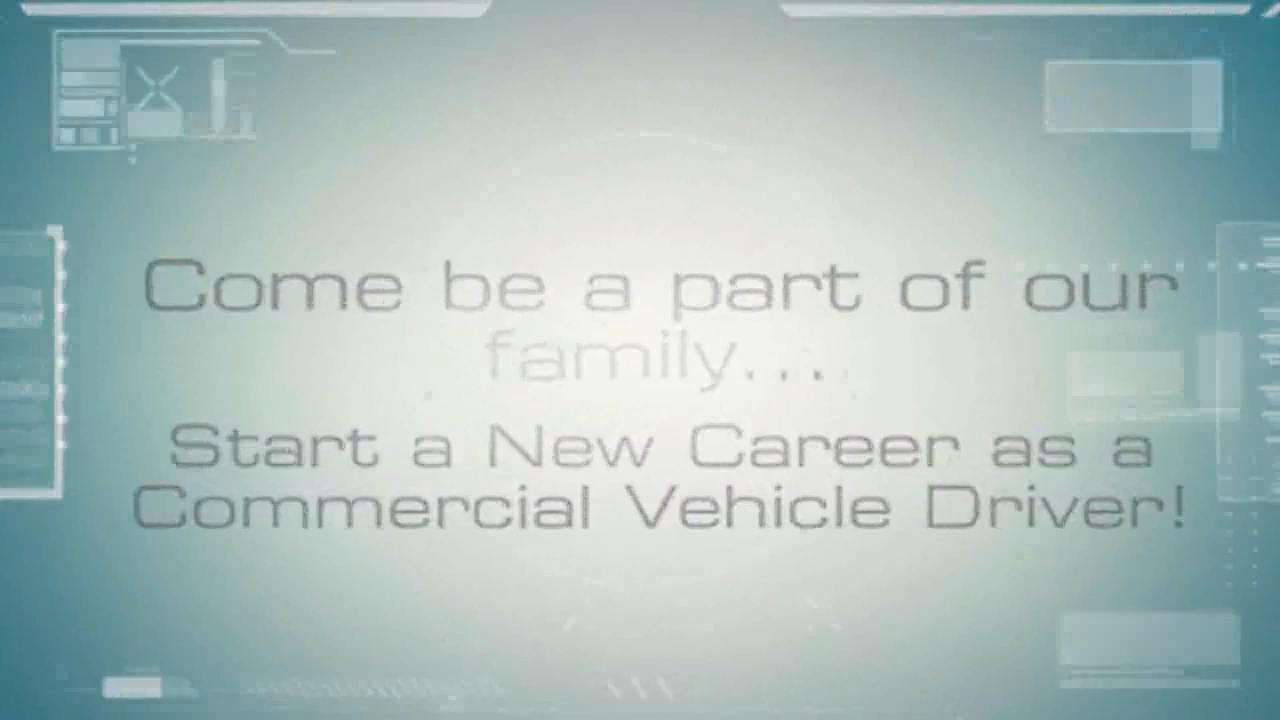 Come be a part of our
family...
Start a New Career as a
Commercial Vehicle Driver!